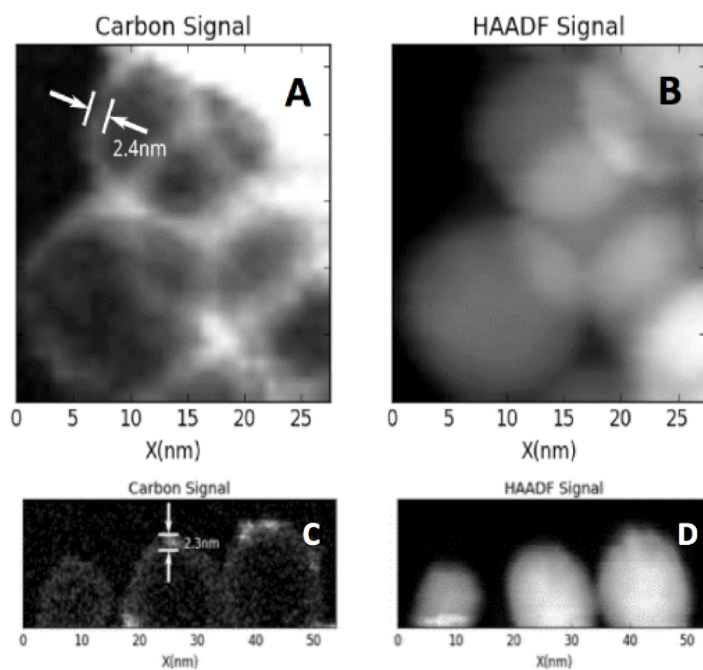 Carbon Signal
A
2.4nm
0 5 10 15 20 25
X(nm)
HAADF Signal
B
0 5 10 15 20 25
X(nm)
Carbon Signal
C
2.3nm
0 10 20 30 40 50
X(nm)
HAADF Signal
D
0 10 20 30 40 50
X(nm)